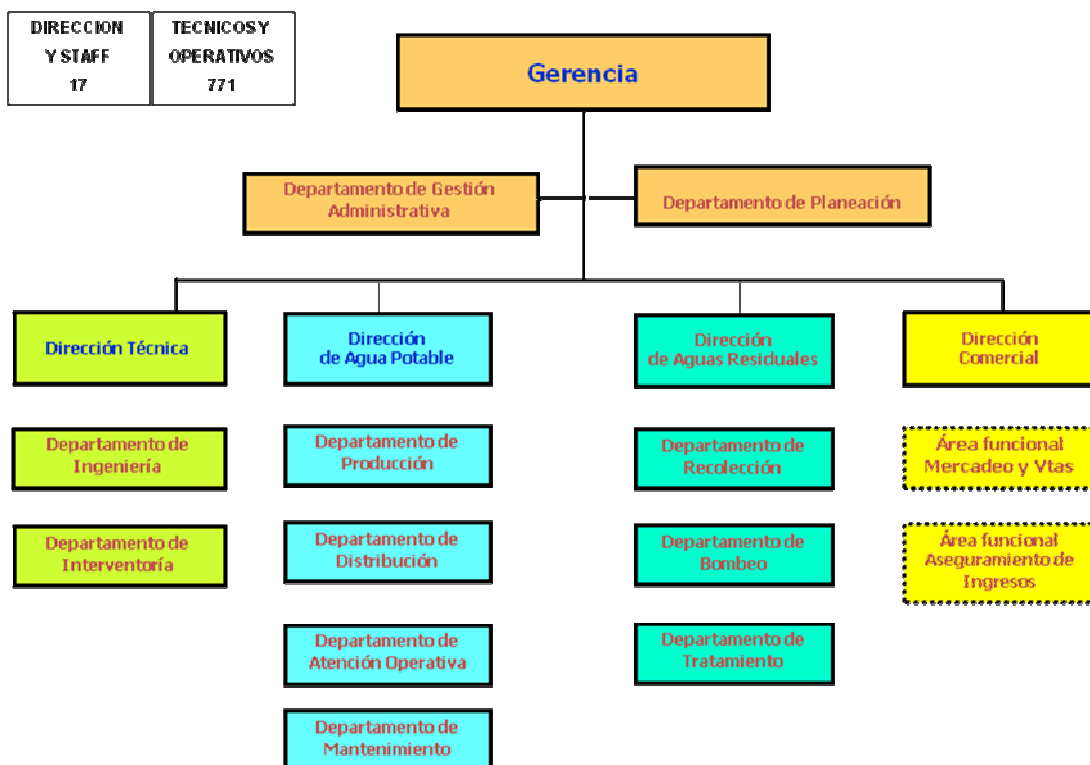 DIRECCION
Y STAFF
17
TECNICOS Y
OPERATIVOS
771
Gerencia
Departamento de Gestión
Administrativa
Departamento de Planeación
Dirección Técnica
Dirección
de Agua Potable
Dirección
de Aguas Residuales
Dirección
Comercial
Departamento de
Ingeniería
Departamento de
Producción
Departamento de
Recolección
Área funcional
Mercadeo y Vtas
Departamento de
Interventoría
Departamento de
Distribución
Departamento de
Bombeo
Área funcional
Aseguramiento de
Ingresos
Departamento de
Atención Operativa
Departamento de
Tratamiento
Departamento de
Mantenimiento